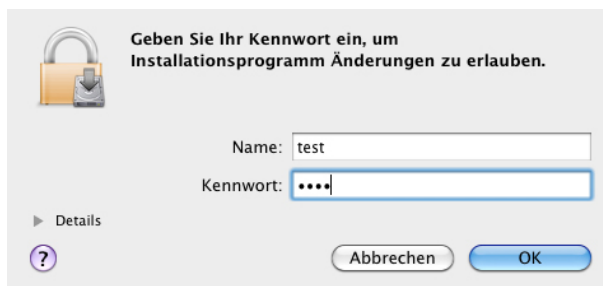 Geben Sie Ihr Kennwort ein, um
Installationsprogramm Änderungen zu erlauben.
Name: test
Kennwort: ••••
Details
?
Abbrechen OK